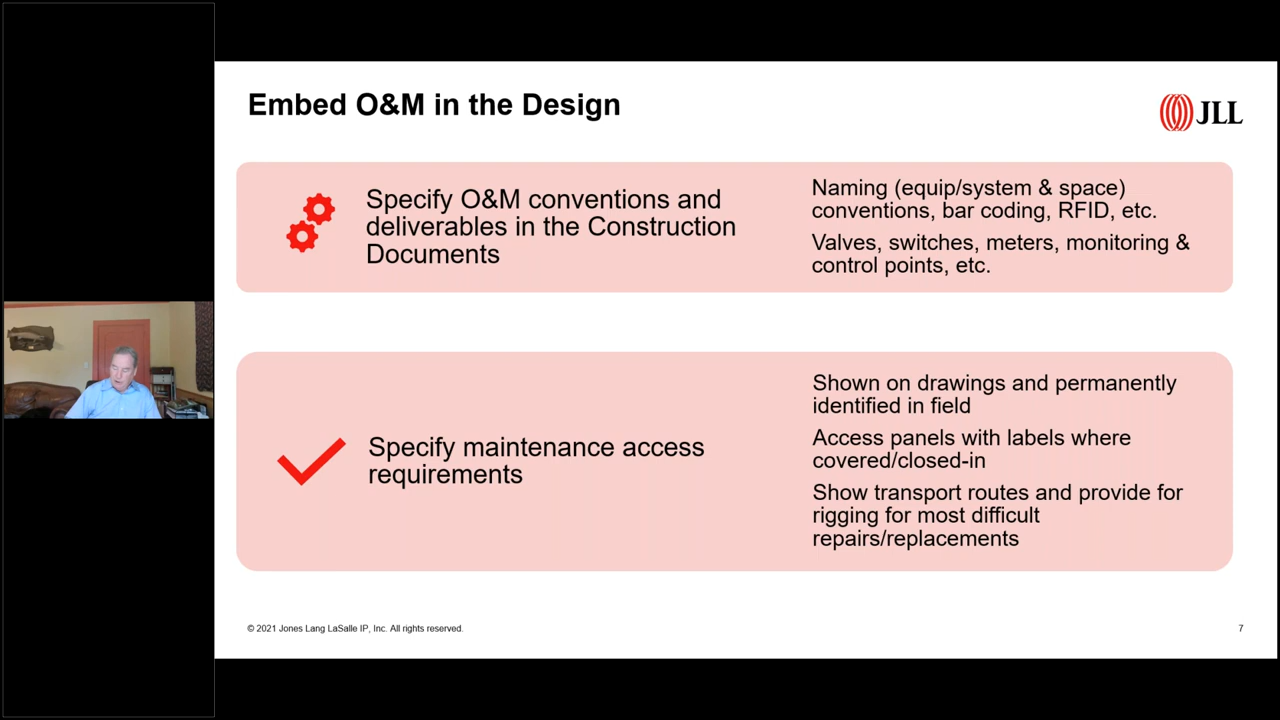 Embed O&M in the Design
JLL
Specify O&M conventions and
deliverables in the Construction
Documents
Naming (equip/system & space)
conventions, bar coding, RFID, etc.
Valves, switches, meters, monitoring &
control points, etc.
Specify maintenance access
requirements
Shown on drawings and permanently
identified in field
Access panels with labels where
covered/closed-in
Show transport routes and provide for
rigging for most difficult
repairs/replacements
© 2021 Jones Lang LaSalle IP, Inc. All rights reserved.
7